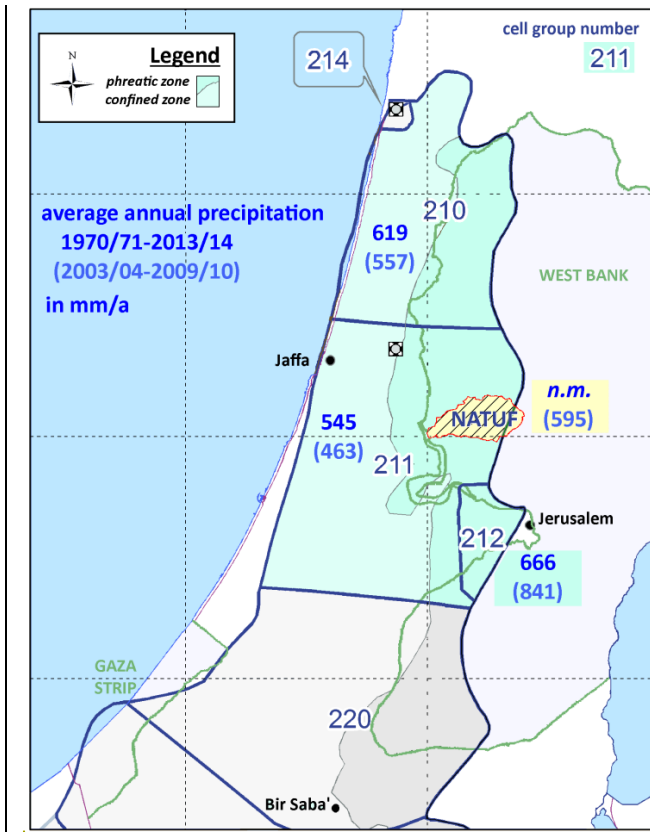 Legend
N
phreatic zone
confined zone
214
cell group number
211
average annual precipitation
1970/71-2013/14
(2003/04-2009/10)
in mm/a
210
619
(557)
WEST BANK
Jaffa
n.m.
(595)
NATUF
545
(463)
211
Jerusalem
212
666
(841)
GAZA
STRIP
220
Bir Saba'